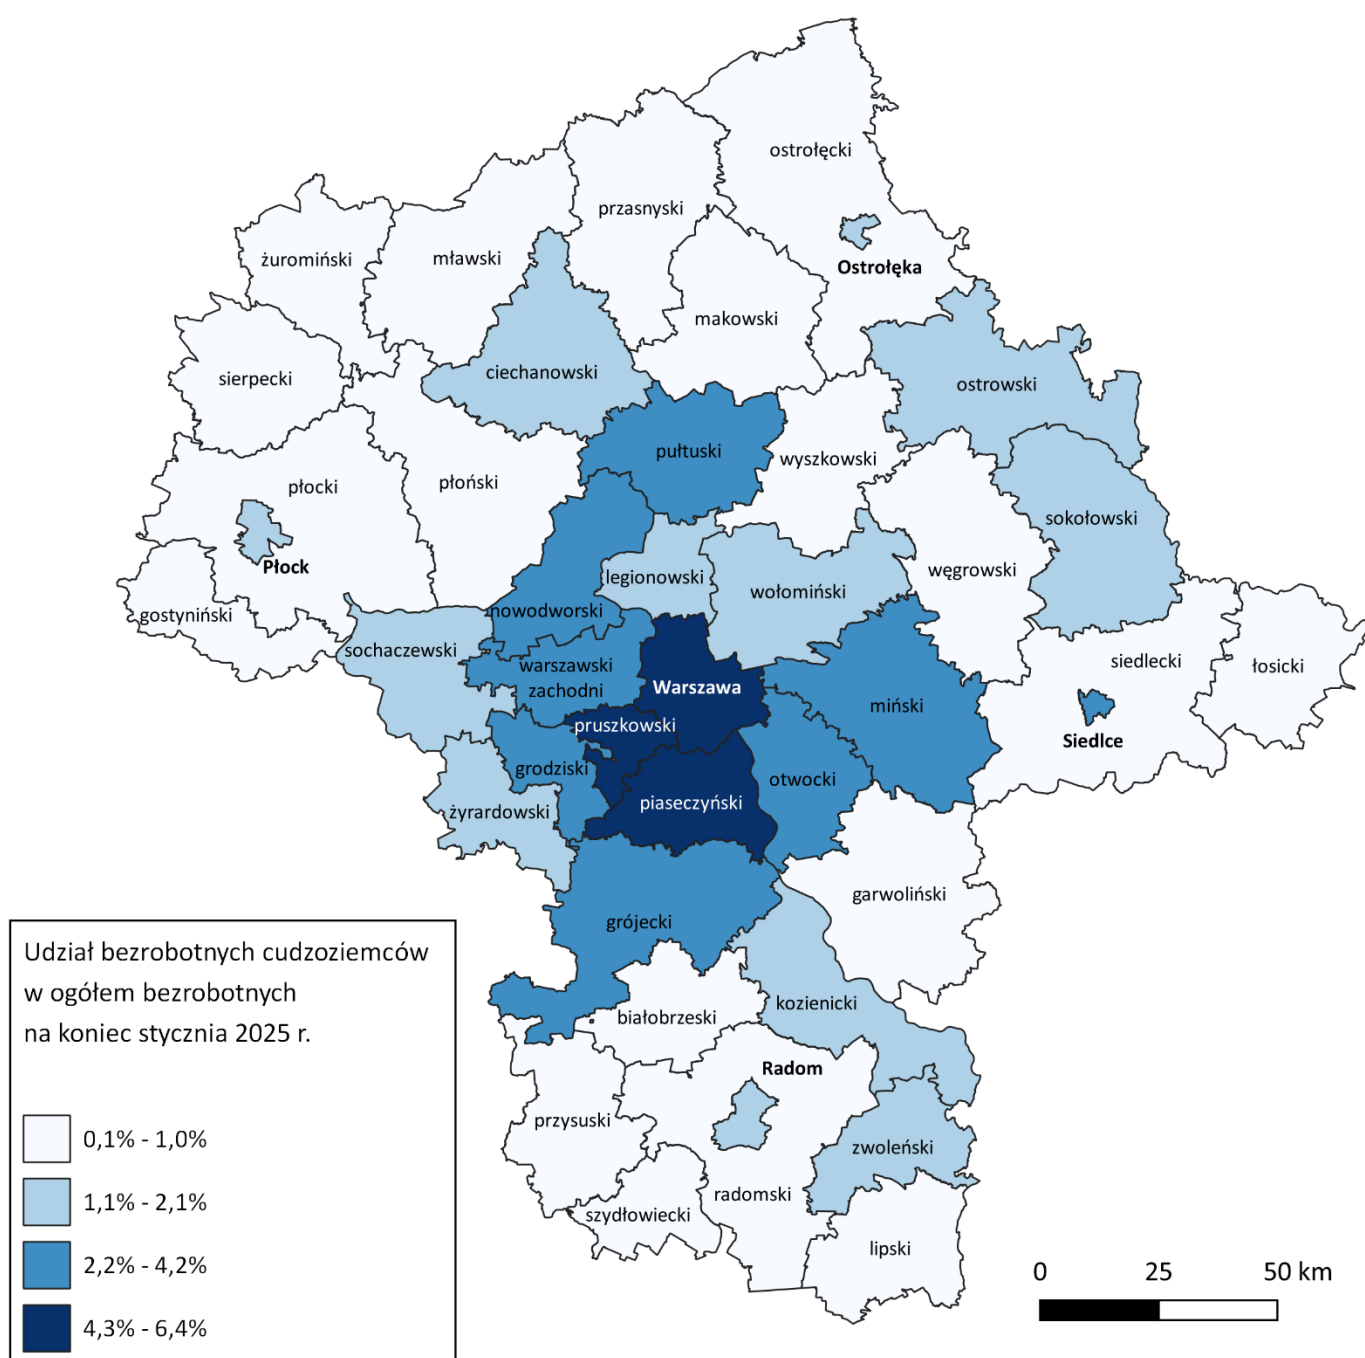 ostrołęcki
przasnyski
Ostrołęka
żuromiński
mławski
makowski
sierpecki
ciechanowski
ostrowski
pułtuski
wyszkowski
płocki
płoński
sokołowski
Płock
legionowski
wołomiński
węgrowski
gostyniński
nowodworski
sochaczewski
warszawski
zachodni
Warszawa
siedlecki
łosicki
pruszkowski
miński
Siedlce
grodziski
otwocki
piaseczyński
żyrardowski
garwoliński
grójecki
kozienicki
białobrzeski
Radom
przysuski
zwoleński
radomski
szydłowiecki
lipski
Udział bezrobotnych cudzoziemców
w ogółem bezrobotnych
na koniec stycznia 2025 r.
0,1% - 1,0%
1,1% - 2,1%
2,2% - 4,2%
4,3% - 6,4%
0 25 50 km